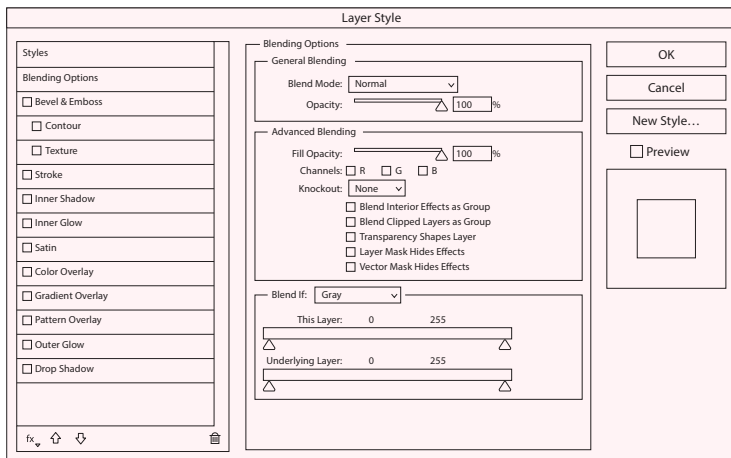 Layer Style
Styles
Blending Options
Bevel & Emboss
Contour
Texture
Stroke
Inner Shadow
Inner Glow
Satin
Color Overlay
Gradient Overlay
Pattern Overlay
Outer Glow
Drop Shadow
fx
Blending Options
General Blending
Blend Mode: Normal
Opacity: 100 %
Advanced Blending
Fill Opacity: 100 %
Channels: R G B
Knockout: None
Blend Interior Effects as Group
Blend Clipped Layers as Group
Transparency Shapes Layer
Layer Mask Hides Effects
Vector Mask Hides Effects
Blend If: Gray
This Layer: 0 255
Underlying Layer: 0 255
OK
Cancel
New Style...
Preview